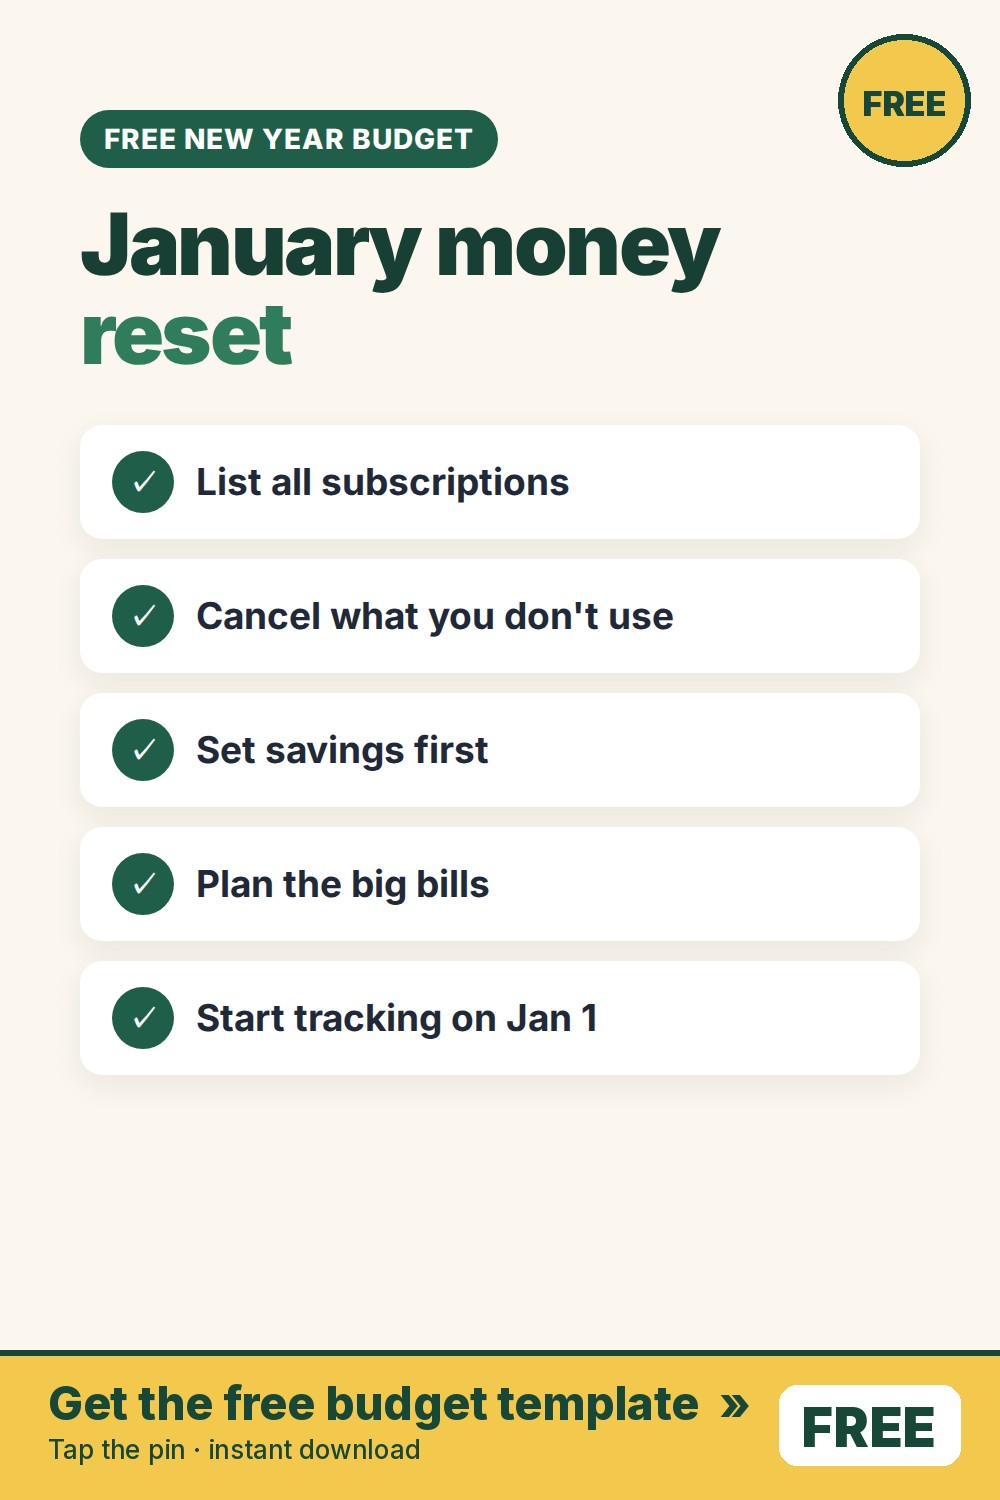 FREE
FREE NEW YEAR BUDGET
January money
reset
✓ List all subscriptions
✓ Cancel what you don't use
✓ Set savings first
✓ Plan the big bills
✓ Start tracking on Jan 1
Get the free budget template »
Tap the pin · instant download
FREE